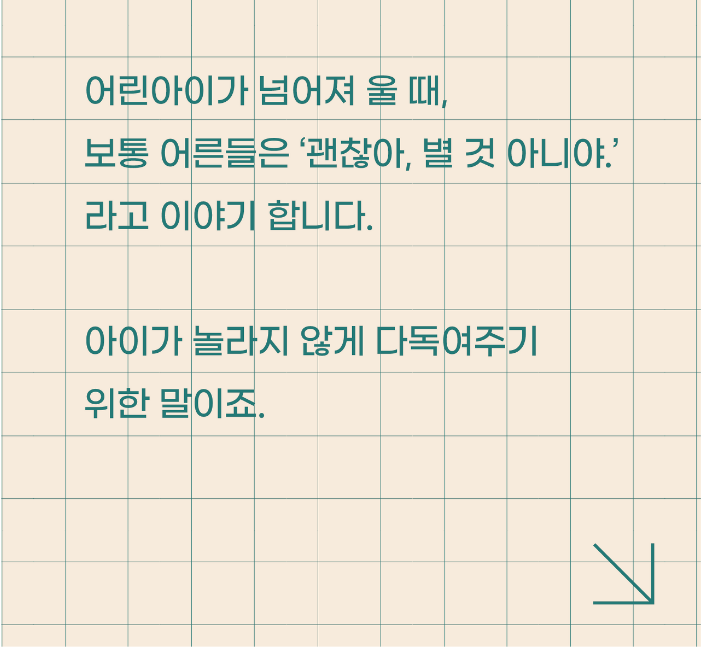 어린아이가 넘어져 울 때,
보통 어른들은 ‘괜찮아, 별 것 아니야.’
라고 이야기 합니다.
아이가 놀라지 않게 다독여주기
위한 말이죠.